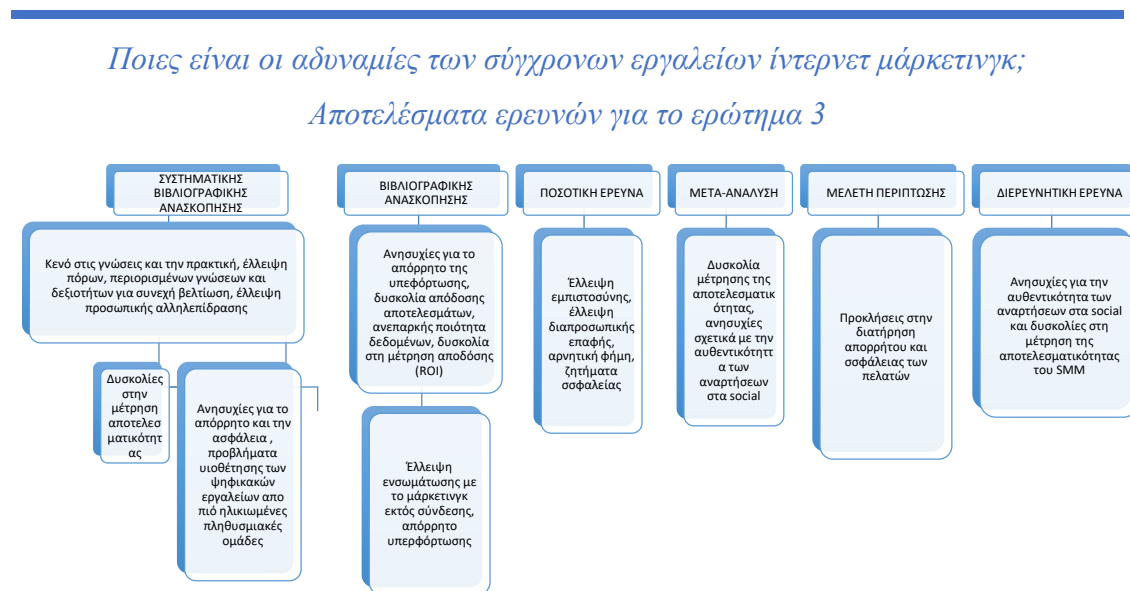 Ποιες είναι οι αδυναμίες των σύγχρονων εργαλείων ίντερνετ μάρκετινγκ;
Αποτελέσματα ερευνών για το ερώτημα 3
ΣΥΣΤΗΜΑΤΙΚΗΣ
ΒΙΒΛΙΟΓΡΑΦΙΚΗΣ
ΑΝΑΣΚΟΠΗΣΗΣ
Κενό στις γνώσεις και την πρακτική, έλλειψη
πόρων, περιορισμένων γνώσεων και
δεξιοτήτων για συνεχή βελτίωση, έλλειψη
προσωπικής αλληλεπίδρασης
Δυσκολίες
στην
μέτρηση
αποτελεσ
ματικότητ
ας
Ανησυχίες για το
απόρρητο και την
ασφάλεια ,
προβλήματα
υιοθέτησης των
ψηφικακών
εργαλείων απο
πιό ηλικιωμένες
πληθυσμιακές
ομάδες
ΒΙΒΛΙΟΓΡΑΦΙΚΗΣ
ΑΝΑΣΚΟΠΗΣΗΣ
Ανησυχίες για το
απόρρητο της
υπεφόρτωσης,
δυσκολία απόδοσης
αποτελεσμάτων,
ανεπαρκής ποιότητα
δεδομένων, δυσκολία
στη μέτρηση απόδοσης
(ROI)
Έλλειψη
ενσωμάτωσης με
το μάρκετινγκ
εκτός σύνδεσης,
απόρρητο
υπερφόρτωσης
ΠΟΣΟΤΙΚΗ ΕΡΕΥΝΑ
Έλλειψη
εμπιστοσύνης,
έλλειψη
διαπροσωπικής
επαφής,
αρνητική φήμη,
ζητήματα
σσφαλείας
ΜΕΤΑ-ΑΝΑΛΥΣΗ
Δυσκολία
μέτρησης της
αποτελεσματικ
ότητας,
ανησυχίες
σχετικά με την
αυθεντικότητ
α των
αναρτήσεων
στα social
ΜΕΛΕΤΗ ΠΕΡΙΠΤΩΣΗΣ
Προκλήσεις στην
διατήρηση
απορρήτου και
σσφάλειας των
πελατών
ΔΙΕΡΕΥΝΗΤΙΚΗ ΕΡΕΥΝΑ
Ανησυχίες για την
αυθεντικότητα των
αναρτήσεων στα social
και δυσκολίες στη
μέτρηση της
αποτελεσματικότητας
του SMM